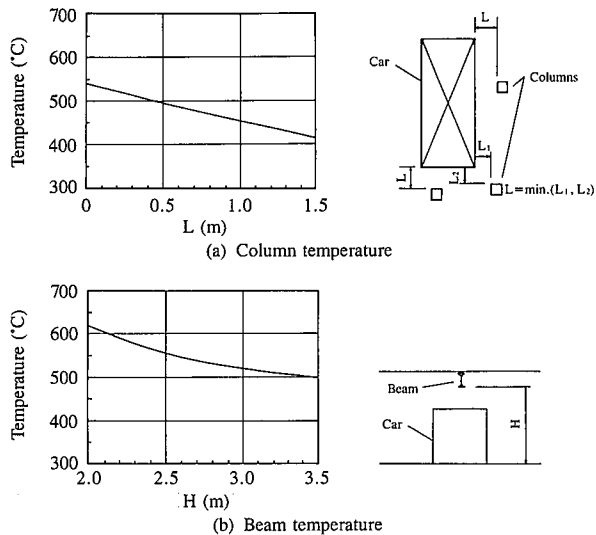 Temperature (°C)
700
600
500
400
300
0
0.5
1.0
1.5
L (m)
L
Car
Columns
L1
L
L2
L=min.(L1, L2)
(a) Column temperature
Temperature (°C)
700
600
500
400
300
2.0
2.5
3.0
3.5
H (m)
Beam
Car
H
(b) Beam temperature